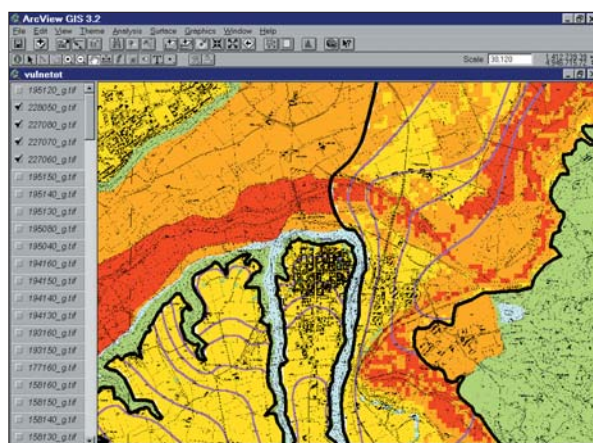 ArcView GIS 3.2
File Edit View Theme Analysis Surface Graphics Window Help
Scale 30,120
vulnetot
195120_g.tif
228050_g.tif
227080_g.tif
227070_g.tif
227060_g.tif
195150_g.tif
195140_g.tif
195130_g.tif
195080_g.tif
195040_g.tif
194160_g.tif
194150_g.tif
194140_g.tif
194130_g.tif
193160_g.tif
193150_g.tif
177160_g.tif
158160_g.tif
158150_g.tif
158140_g.tif
158130_g.tif